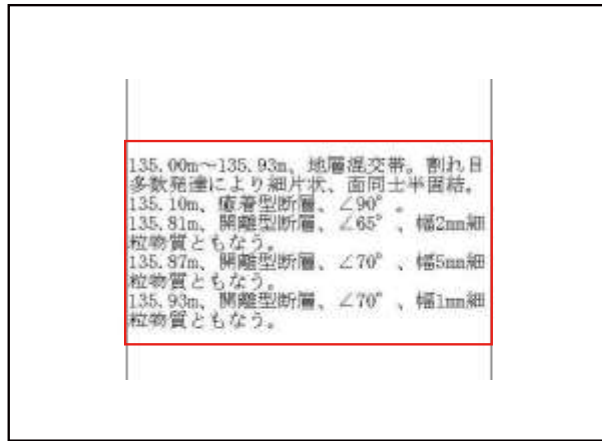 135.00m～135.93m、地層混交帯。割れ目
多数発達により細片状、面同士半固結。
135.10m、癒着型断層、∠90°。
135.81m、開離型断層、∠65°、幅2mm細
粒物質ともなう。
135.87m、開離型断層、∠70°、幅5mm細
粒物質ともなう。
135.93m、開離型断層、∠70°、幅1mm細
粒物質ともなう。